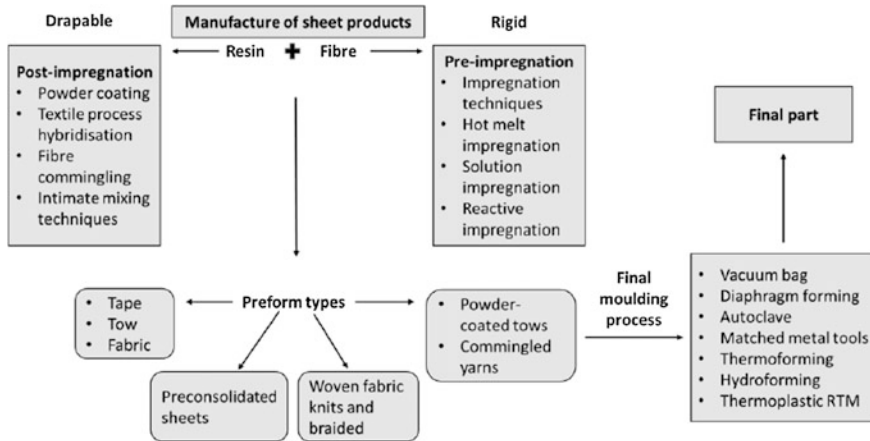 Drapable
Manufacture of sheet products
Rigid
Resin + Fibre
Post-impregnation
• Powder coating
• Textile process
hybridisation
• Fibre
commingling
• Intimate mixing
techniques
Pre-impregnation
• Impregnation
techniques
• Hot melt
impregnation
• Solution
impregnation
• Reactive
impregnation
Final part
• Tape
• Tow
• Fabric
Preform types
• Powder-
coated tows
• Commingled
yarns
Preconsolidated
sheets
Woven fabric
knits and
braided
Final
moulding
process
• Vacuum bag
• Diaphragm forming
• Autoclave
• Matched metal tools
• Thermoforming
• Hydroforming
• Thermoplastic RTM